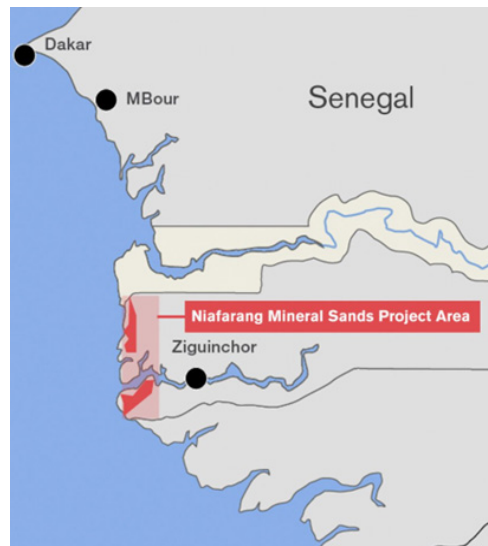 Dakar
MBour
Senegal
Niafarang Mineral Sands Project Area
Ziguinchor